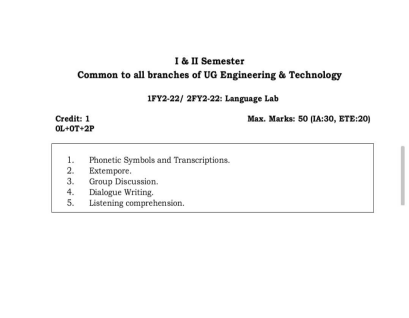 I & II Semester
Common to all branches of UG Engineering & Technology
1FY2-22/ 2FY2-22: Language Lab
Credit: 1 Max. Marks: 50 (IA:30, ETE:20)
0L+0T+2P
1. Phonetic Symbols and Transcriptions.
2. Extempore.
3. Group Discussion.
4. Dialogue Writing.
5. Listening comprehension.